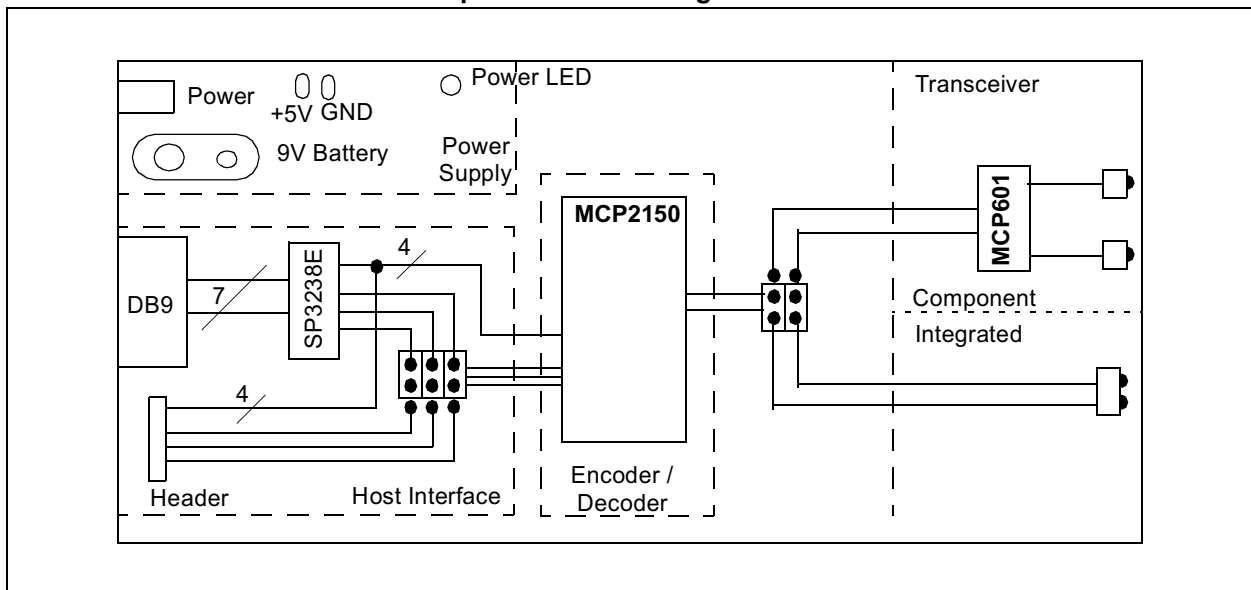 Power
+5V GND
Power LED
9V Battery
Power
Supply
Transceiver
MCP2150
MCP601
DB9
7
SP3238E
4
4
Component
Integrated
Header
Host Interface
Encoder /
Decoder